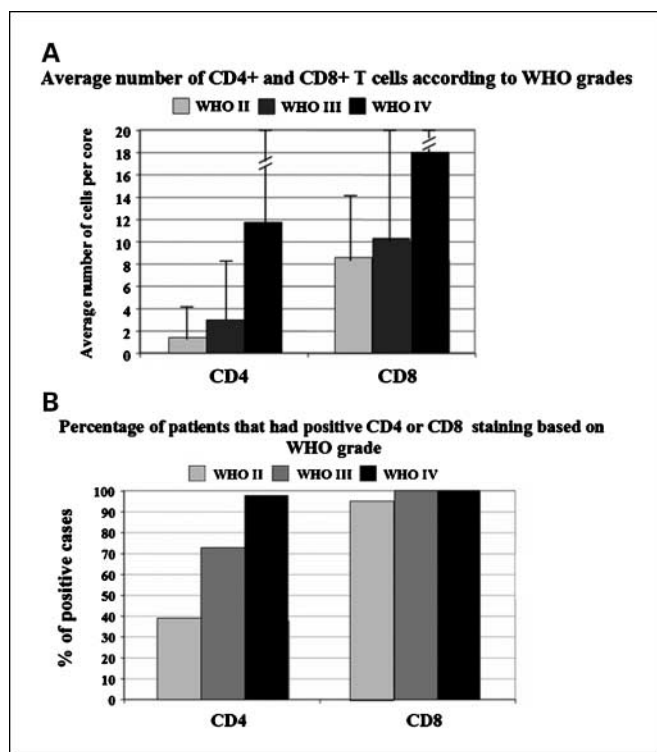 A
Average number of CD4+ and CD8+ T cells according to WHO grades
WHO II WHO III WHO IV
Average number of cells per core
20
18
16
14
12
10
8
6
4
2
0
CD4 CD8
B
Percentage of patients that had positive CD4 or CD8 staining based on
WHO grade
WHO II WHO III WHO IV
% of positive cases
100
90
80
70
60
50
40
30
20
10
0
CD4 CD8